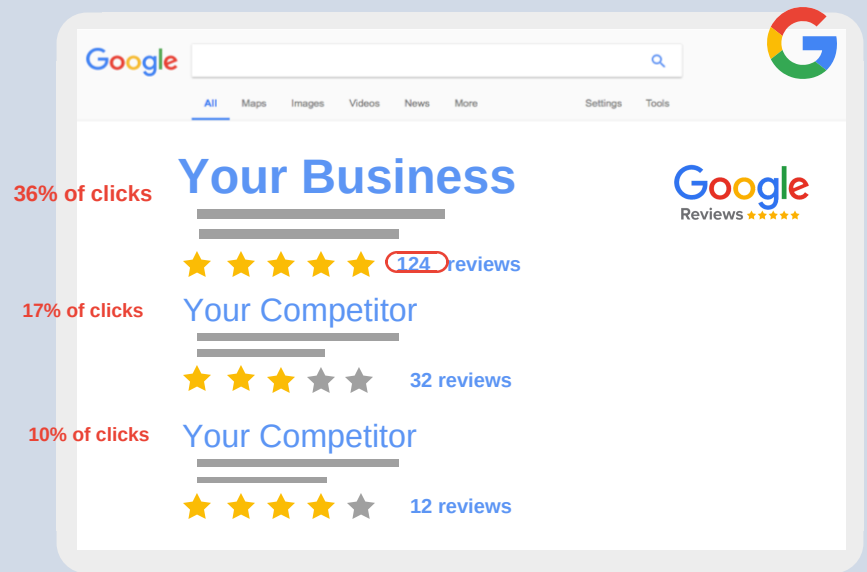 Google
All Maps Images Videos News More Settings Tools
36% of clicks
Your Business
Google
Reviews
124 reviews
17% of clicks
Your Competitor
32 reviews
10% of clicks
Your Competitor
12 reviews